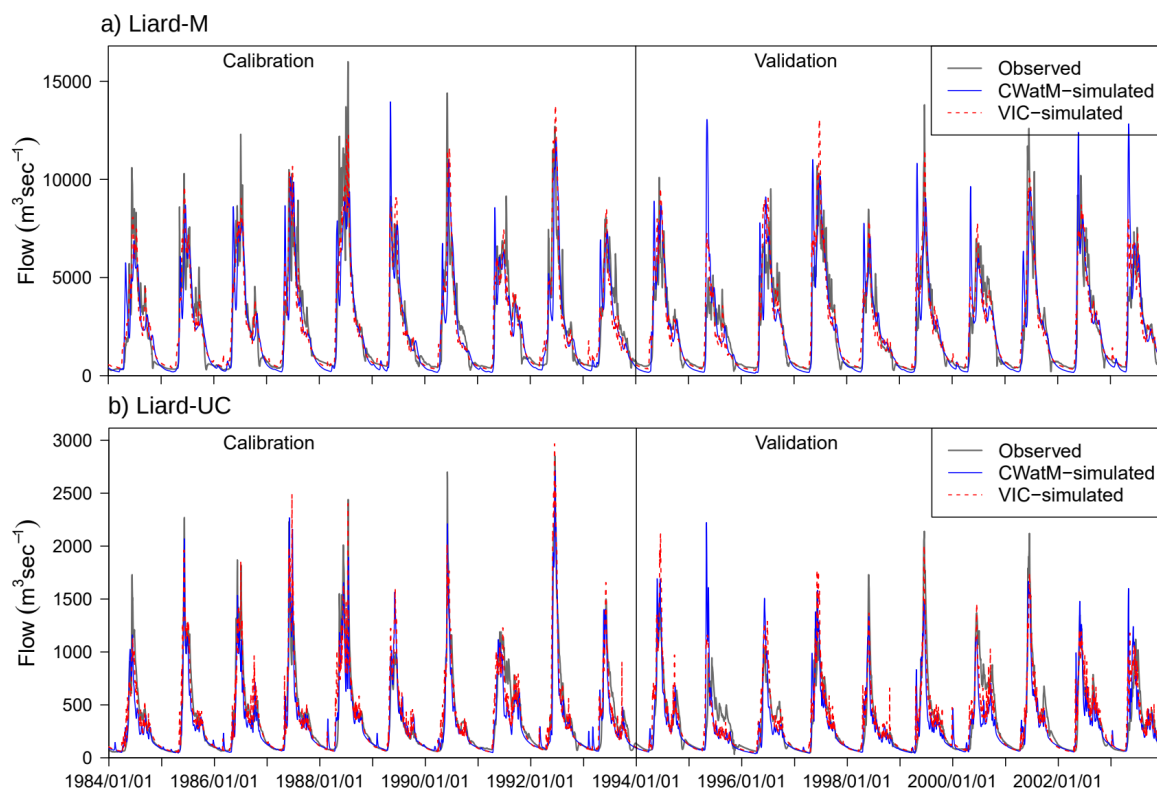 a) Liard-M
Calibration
Validation
Observed
CWatM−simulated
VIC−simulated
Flow (m³sec⁻¹)
15000
10000
5000
0
b) Liard-UC
Calibration
Validation
Observed
CWatM−simulated
VIC−simulated
Flow (m³sec⁻¹)
3000
2500
2000
1500
1000
500
0
1984/01/01 1986/01/01 1988/01/01 1990/01/01 1992/01/01 1994/01/01 1996/01/01 1998/01/01 2000/01/01 2002/01/01